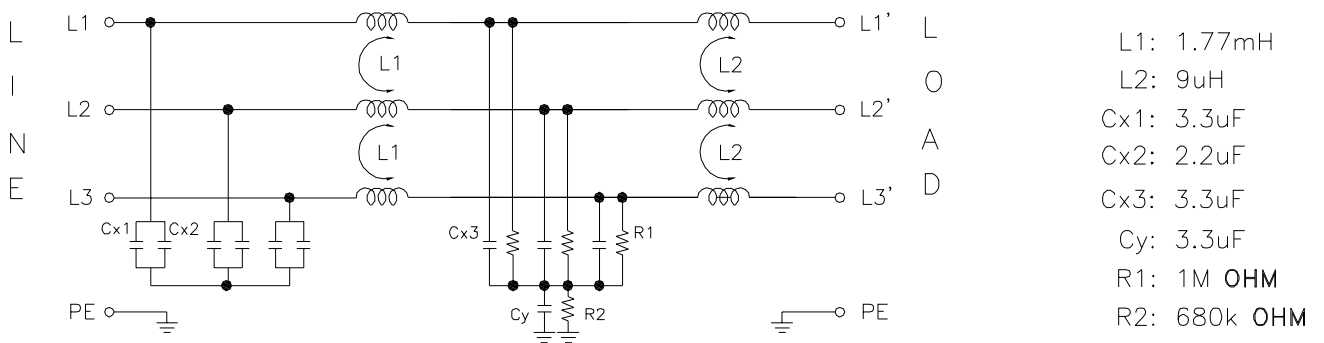 LINE
L1
L1'
L1
L2
L2
L2'
L1
L2
L3
L3'
Cx1
Cx2
Cx3
R1
PE
Cy
R2
PE
LOAD
L1: 1.77mH
L2: 9uH
Cx1: 3.3uF
Cx2: 2.2uF
Cx3: 3.3uF
Cy: 3.3uF
R1: 1M OHM
R2: 680k OHM